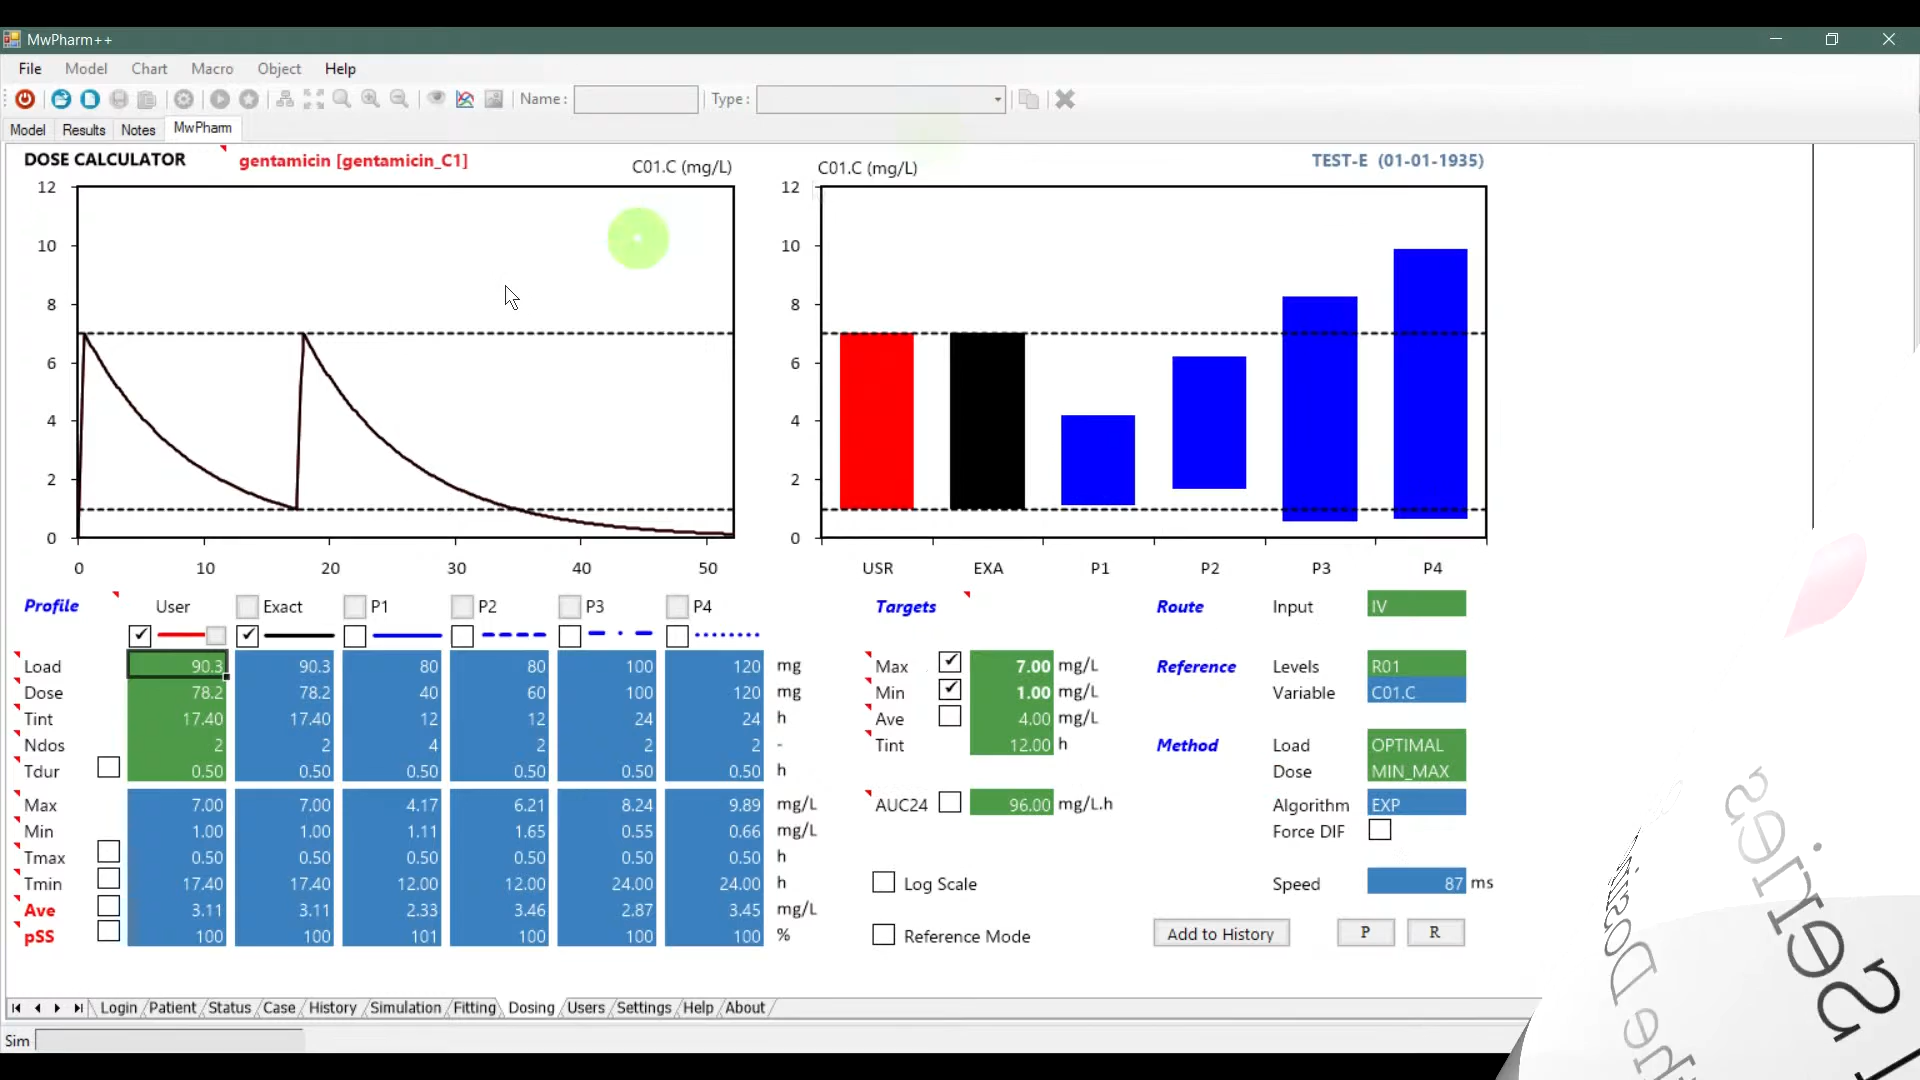 MwPharm++
File Model Chart Macro Object Help
Name : Type :
Model Results Notes MwPharm
DOSE CALCULATOR gentamicin [gentamicin_C1] C01.C (mg/L)
12
10
8
6
4
2
0
0 10 20 30 40 50
C01.C (mg/L) TEST-E (01-01-1935)
12
10
8
6
4
2
0
USR EXA P1 P2 P3 P4
Profile User Exact P1 P2 P3 P4
Load 90.3 90.3 80 80 100 120 mg
Dose 78.2 78.2 40 60 100 120 mg
Tint 17.40 17.40 12 12 24 24 h
Ndos 2 2 4 2 2 2 -
Tdur 0.50 0.50 0.50 0.50 0.50 0.50 h
Max 7.00 7.00 4.17 6.21 8.24 9.89 mg/L
Min 1.00 1.00 1.11 1.65 0.55 0.66 mg/L
Tmax 0.50 0.50 0.50 0.50 0.50 0.50 h
Tmin 17.40 17.40 12.00 12.00 24.00 24.00 h
Ave 3.11 3.11 2.33 3.46 2.87 3.45 mg/L
pSS 100 100 101 100 100 100 %
Targets
Max 7.00 mg/L
Min 1.00 mg/L
Ave 4.00 mg/L
Tint 12.00 h
AUC24 96.00 mg/L.h
Log Scale
Reference Mode
Route Input IV
Reference Levels R01
Variable C01.C
Method Load OPTIMAL
Dose MIN_MAX
Algorithm EXP
Force DIF
Speed 87 ms
Add to History P R
Login Patient Status Case History Simulation Fitting Dosing Users Settings Help About
Sim